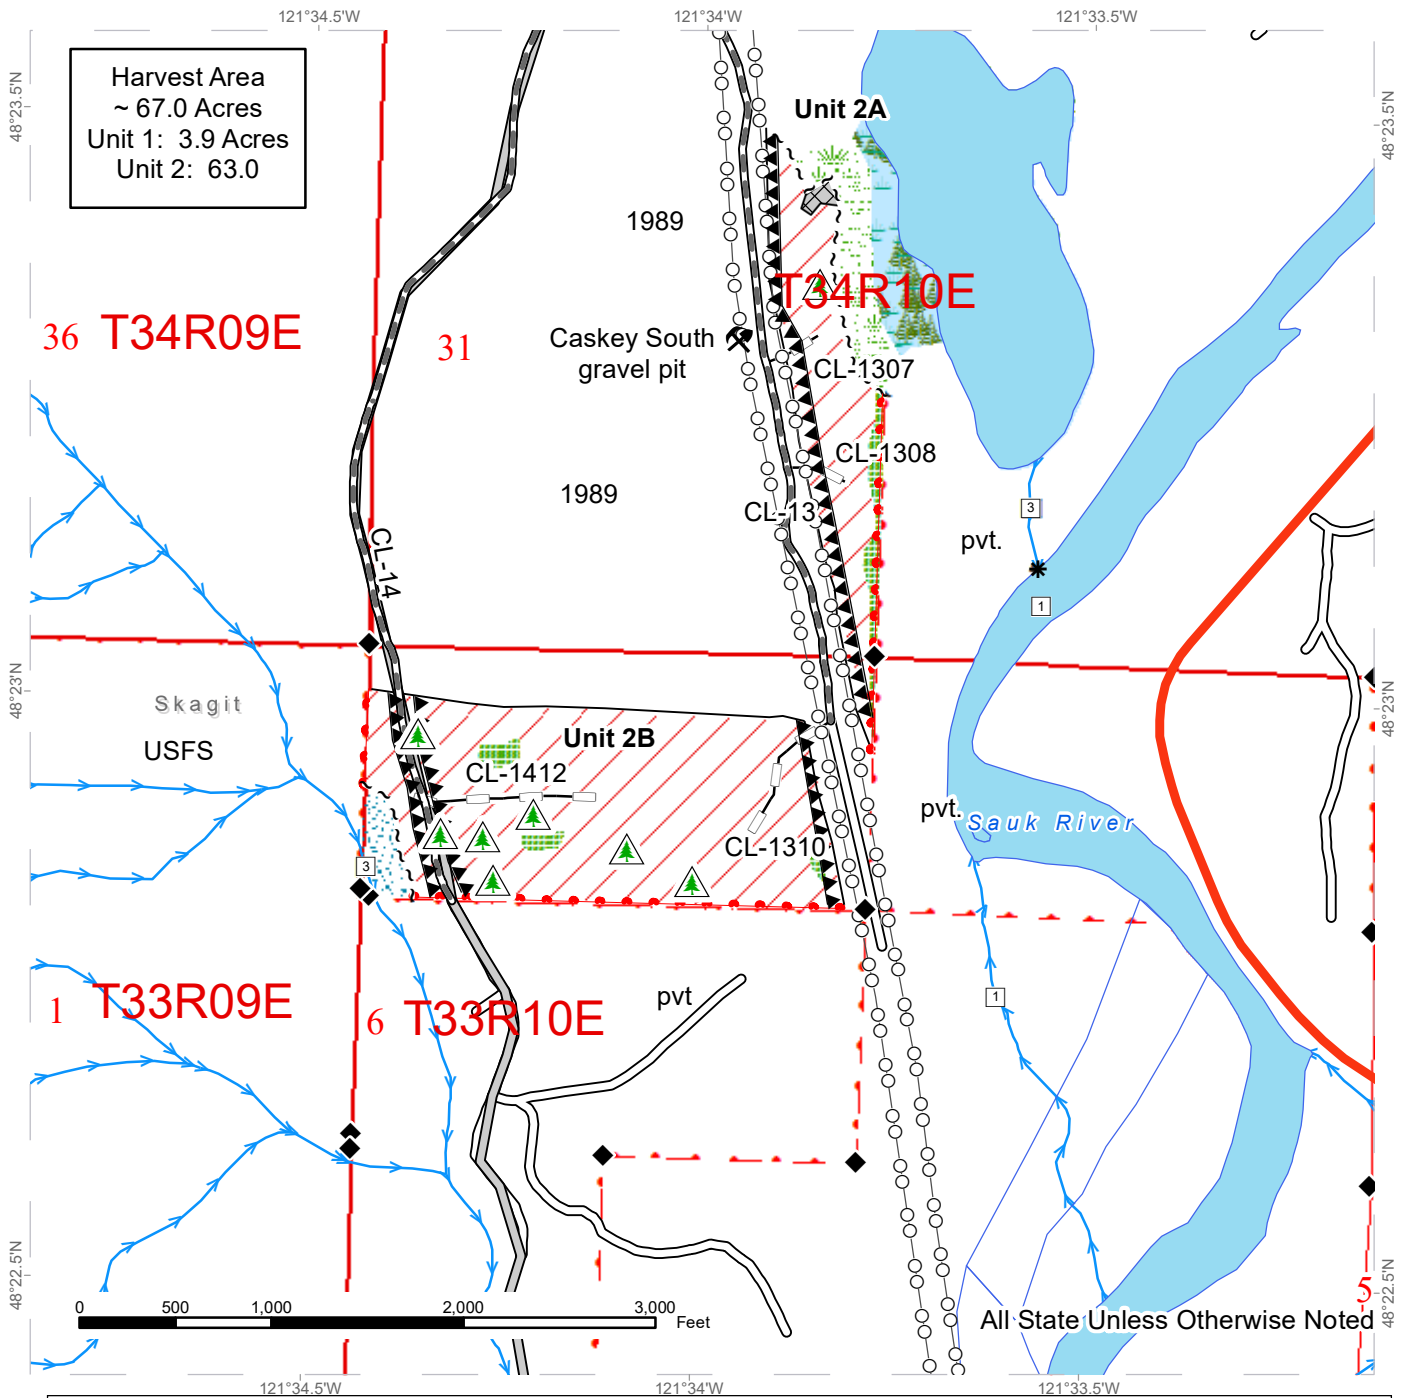 121°34.5'W
121°34'W
121°33.5'W
48°23.5'N
48°23.5'N
Harvest Area
~ 67.0 Acres
Unit 1: 3.9 Acres
Unit 2: 63.0
Unit 2A
1989
T34R10E
36 T34R09E
31
Caskey South
gravel pit
CL-1307
CL-1308
1989
CL-13
3
pvt.
CL-14
1
48°23'N
48°23'N
Skagit
USFS
Unit 2B
CL-1412
pvt.
Sauk River
CL-1310
3
1 T33R09E
6 T33R10E
pvt
1
48°22.5'N
48°22.5'N
5
0 500 1,000 2,000 3,000
Feet
All State Unless Otherwise Noted
121°34.5'W
121°34'W
121°33.5'W